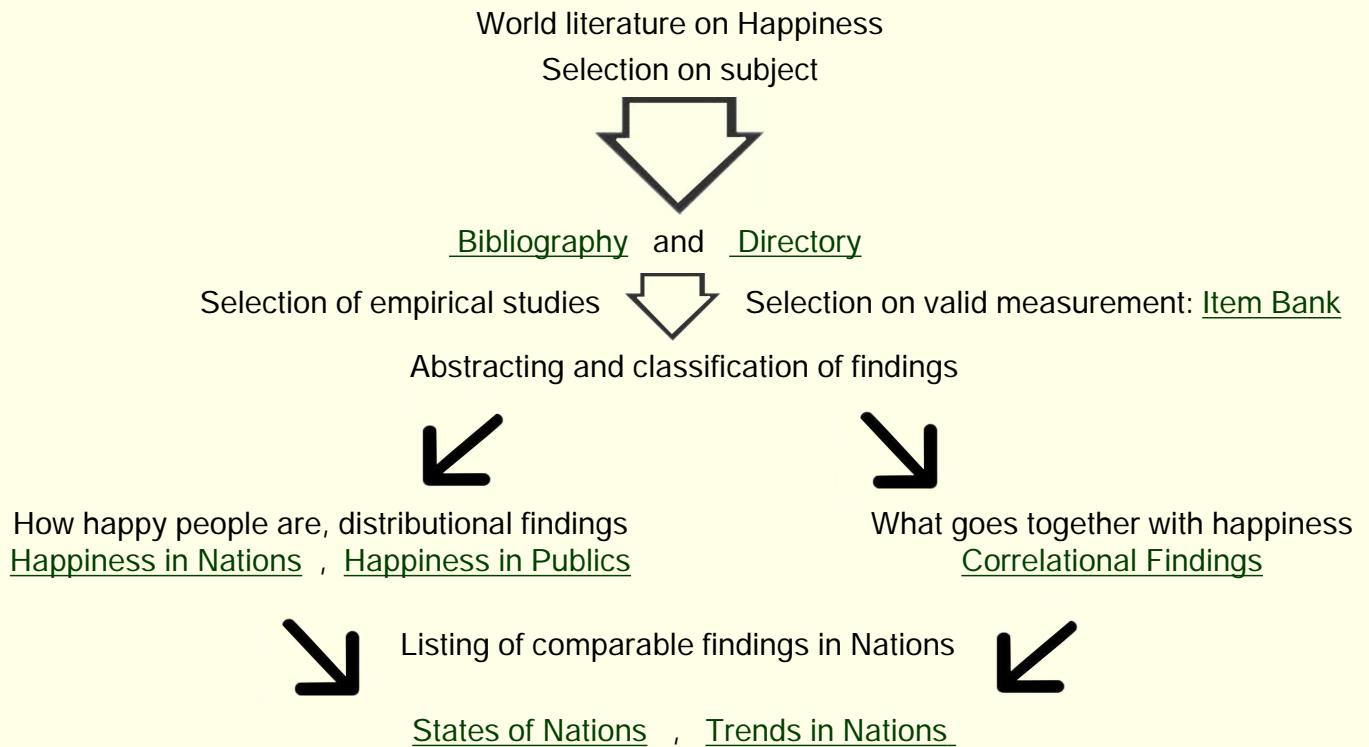 World literature on Happiness
Selection on subject
Bibliography and Directory
Selection of empirical studies
Selection on valid measurement: Item Bank
Abstracting and classification of findings
How happy people are, distributional findings
Happiness in Nations , Happiness in Publics
What goes together with happiness
Correlational Findings
Listing of comparable findings in Nations
States of Nations , Trends in Nations